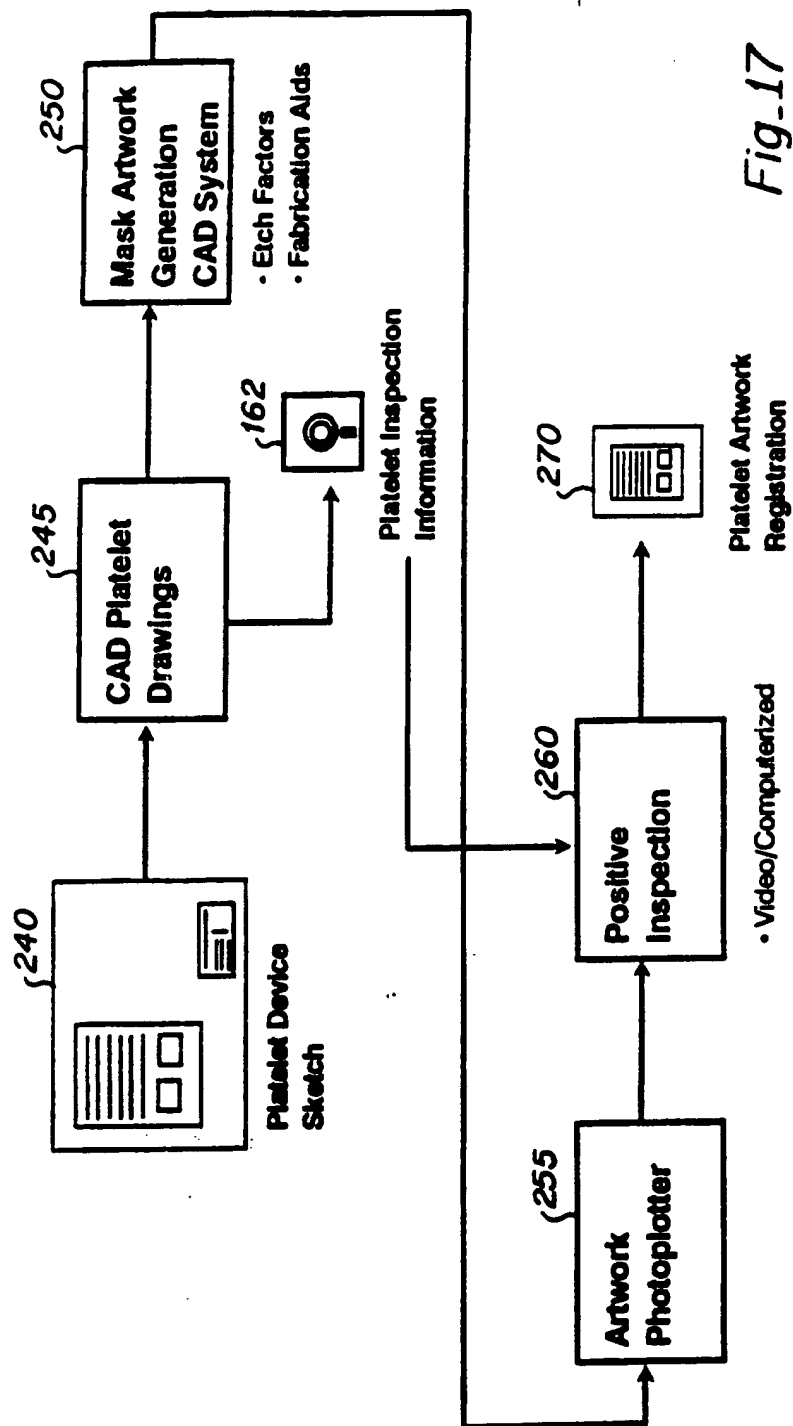 240
Platelet Device
Sketch
245
CAD Platelet
Drawings
162
Platelet Inspection
Information
250
Mask Artwork
Generation
CAD System
• Etch Factors
• Fabrication Aids
255
Artwork
Photoplotter
260
Positive
Inspection
• Video/Computerized
270
Platelet Artwork
Registration
Fig_17